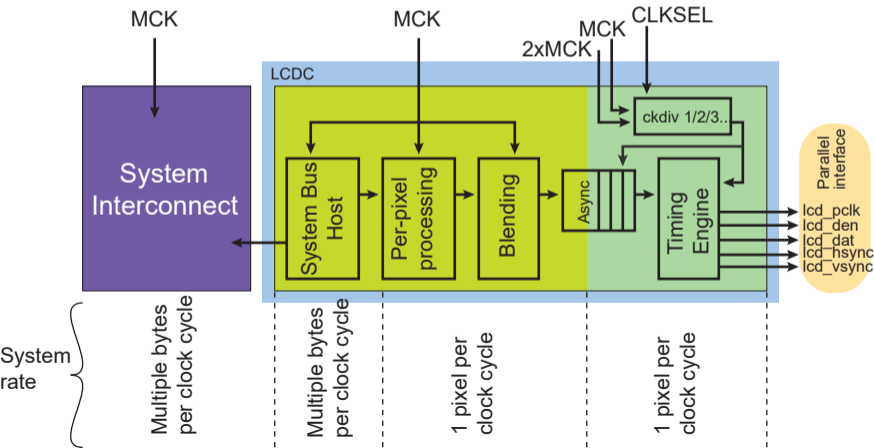 MCK
MCK
CLKSEL
MCK
2xMCK
LCDC
ckdiv 1/2/3..
System
Interconnect
System Bus
Host
Per-pixel
processing
Blending
Async
Timing
Engine
Parallel
interface
lcd_pclk
lcd_den
lcd_dat
lcd_hsync
lcd_vsync
System
rate
Multiple bytes
per clock cycle
Multiple bytes
per clock cycle
1 pixel per
clock cycle
1 pixel per
clock cycle